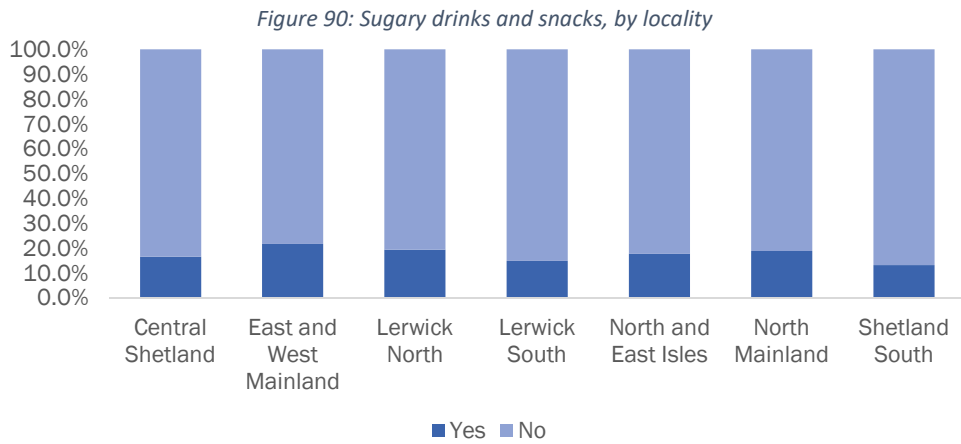 Figure 90: Sugary drinks and snacks, by locality
100.0%
90.0%
80.0%
70.0%
60.0%
50.0%
40.0%
30.0%
20.0%
10.0%
0.0%
Central
Shetland
East and
West
Mainland
Lerwick
North
Lerwick
South
North and
East Isles
North
Mainland
Shetland
South
Yes No